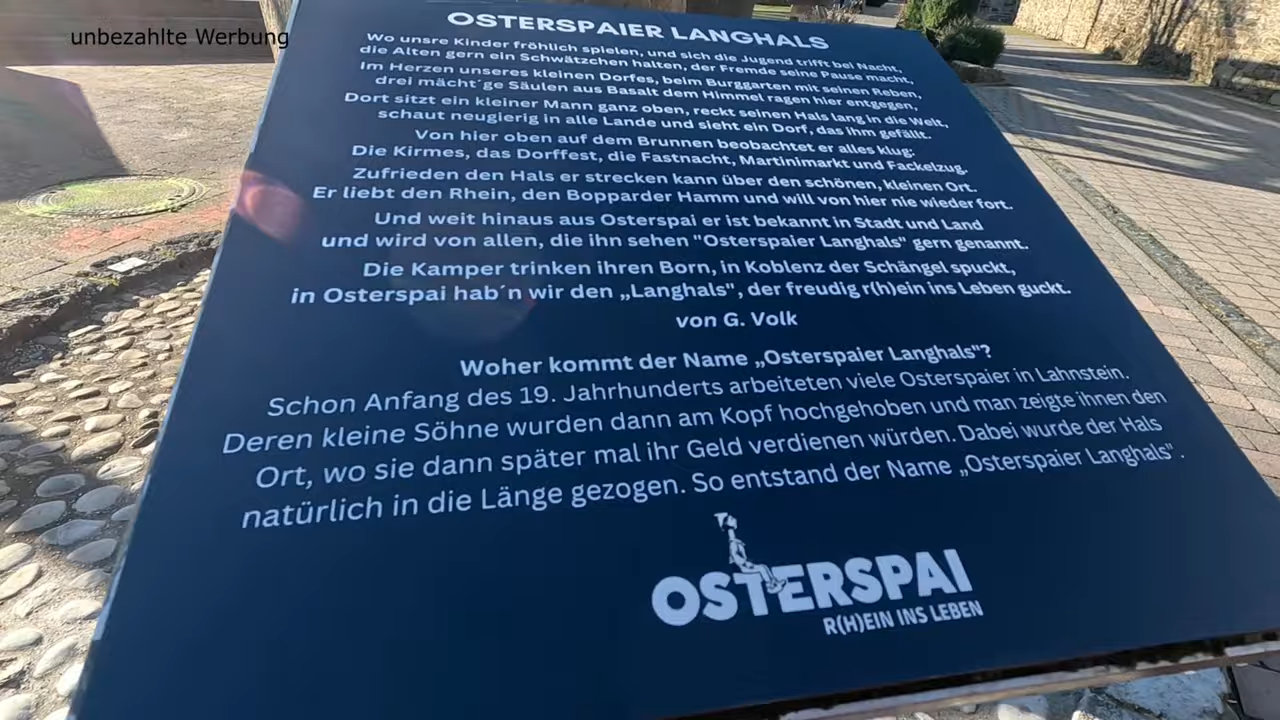 unbezahlte Werbung
OSTERSPAIER LANGHALS
Wo unsre Kinder fröhlich spielen, und sich die Jugend trifft bei Nacht,
die Alten gern ein Schwätzchen halten, der Fremde seine Pause macht,
Im Herzen unseres kleinen Dorfes, beim Burggarten mit seinen Reben,
drei mächt´ge Säulen aus Basalt dem Himmel ragen hier entgegen,
Dort sitzt ein kleiner Mann ganz oben, reckt seinen Hals lang in die Welt,
schaut neugierig in alle Lande und sieht ein Dorf, das ihm gefällt.
Von hier oben auf dem Brunnen beobachtet er alles klug:
Die Kirmes, das Dorffest, die Fastnacht, Martinimarkt und Fackelzug.
Zufrieden den Hals er strecken kann über den schönen, kleinen Ort.
Er liebt den Rhein, den Bopparder Hamm und will von hier nie wieder fort.
Und weit hinaus aus Osterspai er ist bekannt in Stadt und Land
und wird von allen, die ihn sehen "Osterspaier Langhals" gern genannt.
Die Kamper trinken ihren Born, in Koblenz der Schängel spuckt,
in Osterspai hab´n wir den „Langhals", der freudig r(h)ein ins Leben guckt.
von G. Volk
Woher kommt der Name „Osterspaier Langhals"?
Schon Anfang des 19. Jahrhunderts arbeiteten viele Osterspaier in Lahnstein.
Deren kleine Söhne wurden dann am Kopf hochgehoben und man zeigte ihnen den
Ort, wo sie dann später mal ihr Geld verdienen würden. Dabei wurde der Hals
natürlich in die Länge gezogen. So entstand der Name „Osterspaier Langhals".
OSTERSPAI
R(H)EIN INS LEBEN